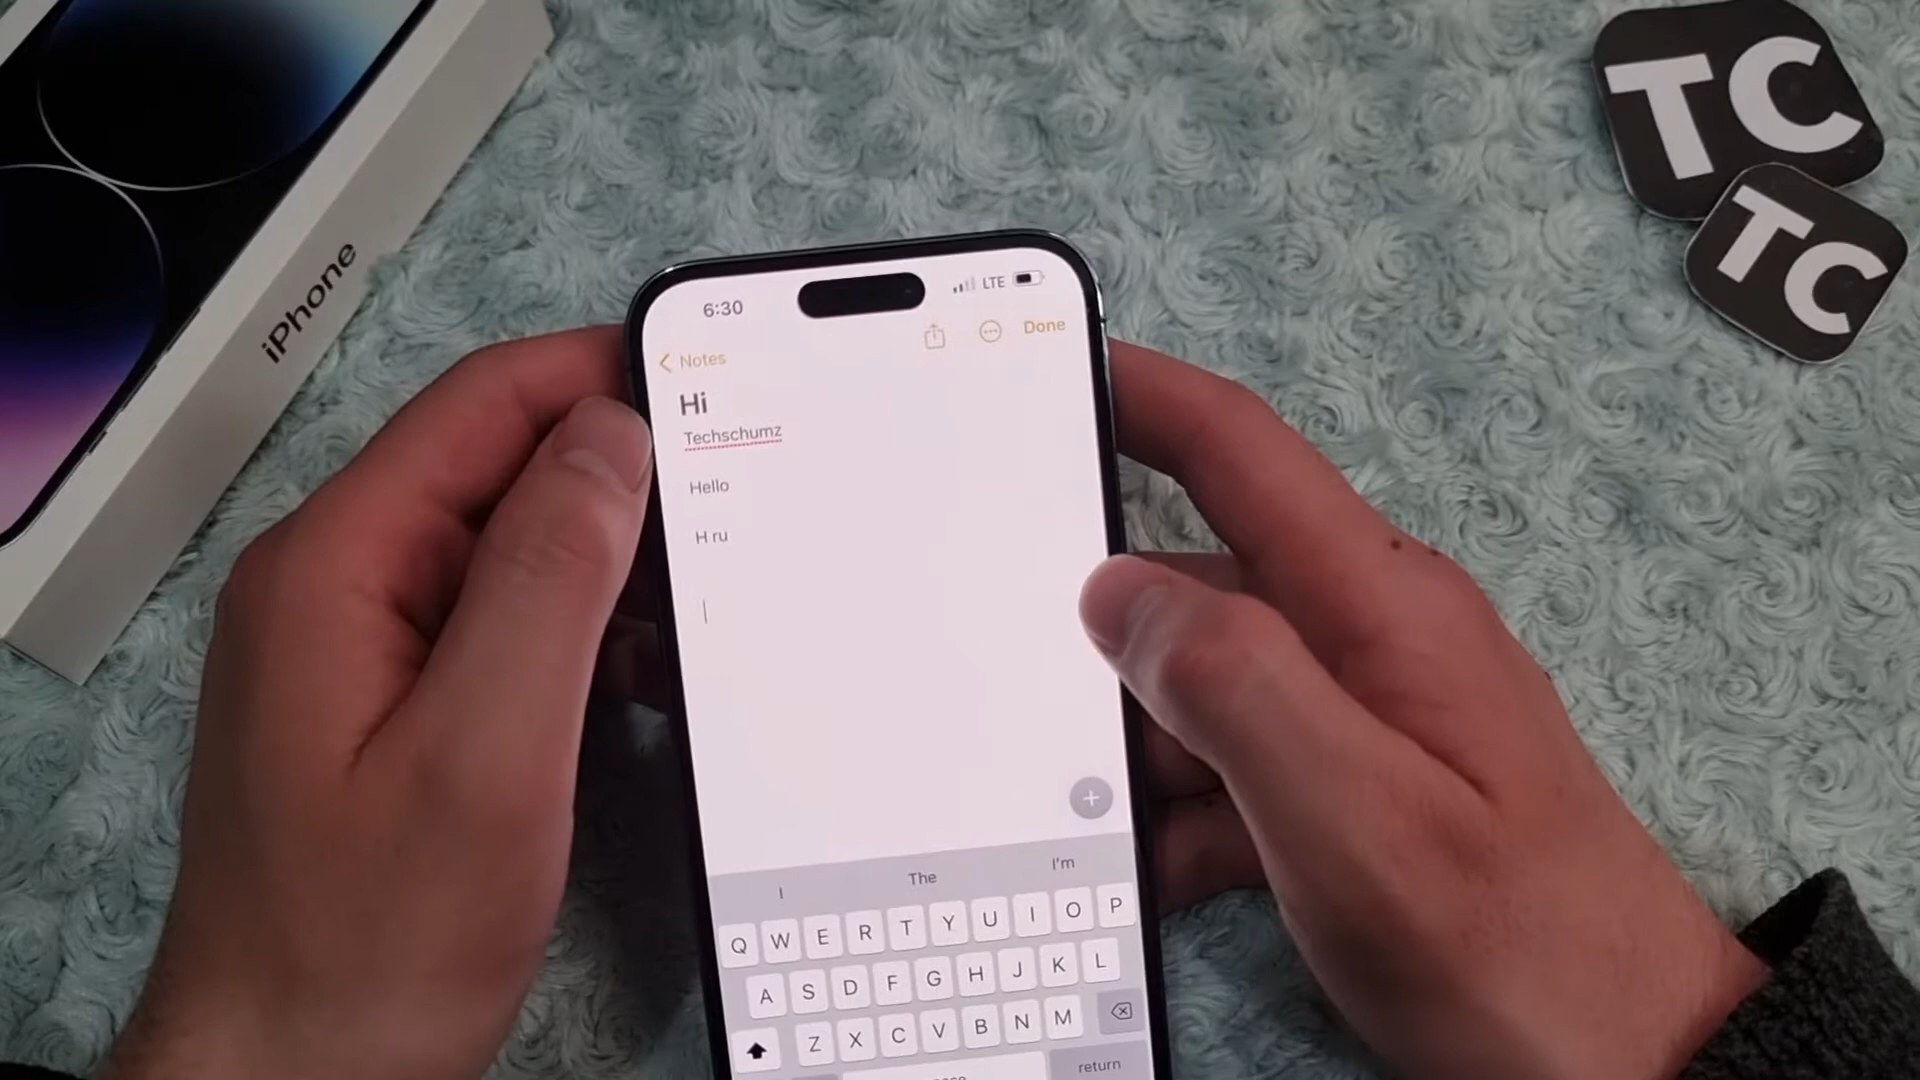 iPhone
TC
TC
6:30
LTE
Notes
Done
Hi
Techschumz
Hello
H ru
I The I'm
Q W E R T Y U I O P
A S D F G H J K L
Z X C V B N M
return